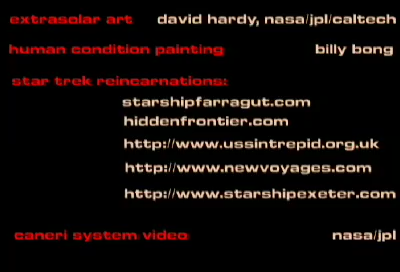 extrasolar art david hardy, nasa/jpl/caltech
human condition painting billy bong
star trek reincarnations:
starshipfarragut.com
hiddenfrontier.com
http://www.ussintrepid.org.uk
http://www.newvoyages.com
http://www.starshipexeter.com
cancri system video nasa/jpl